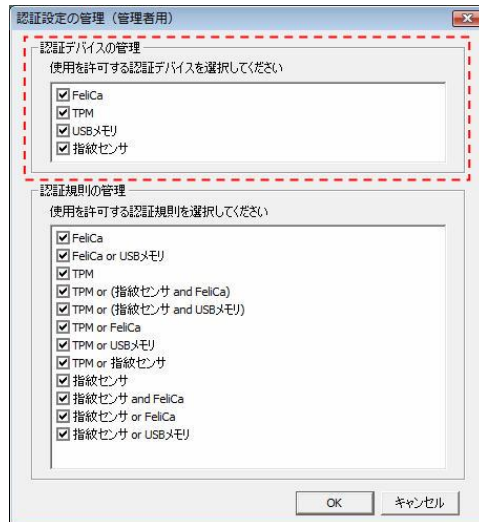 認証設定の管理（管理者用）
認証デバイスの管理
使用を許可する認証デバイスを選択してください
FeliCa
TPM
USBメモリ
指紋センサ
認証規則の管理
使用を許可する認証規則を選択してください
FeliCa
FeliCa or USBメモリ
TPM
TPM or (指紋センサ and FeliCa)
TPM or (指紋センサ and USBメモリ)
TPM or FeliCa
TPM or USBメモリ
TPM or 指紋センサ
指紋センサ
指紋センサ and FeliCa
指紋センサ or FeliCa
指紋センサ or USBメモリ
OK
キャンセル